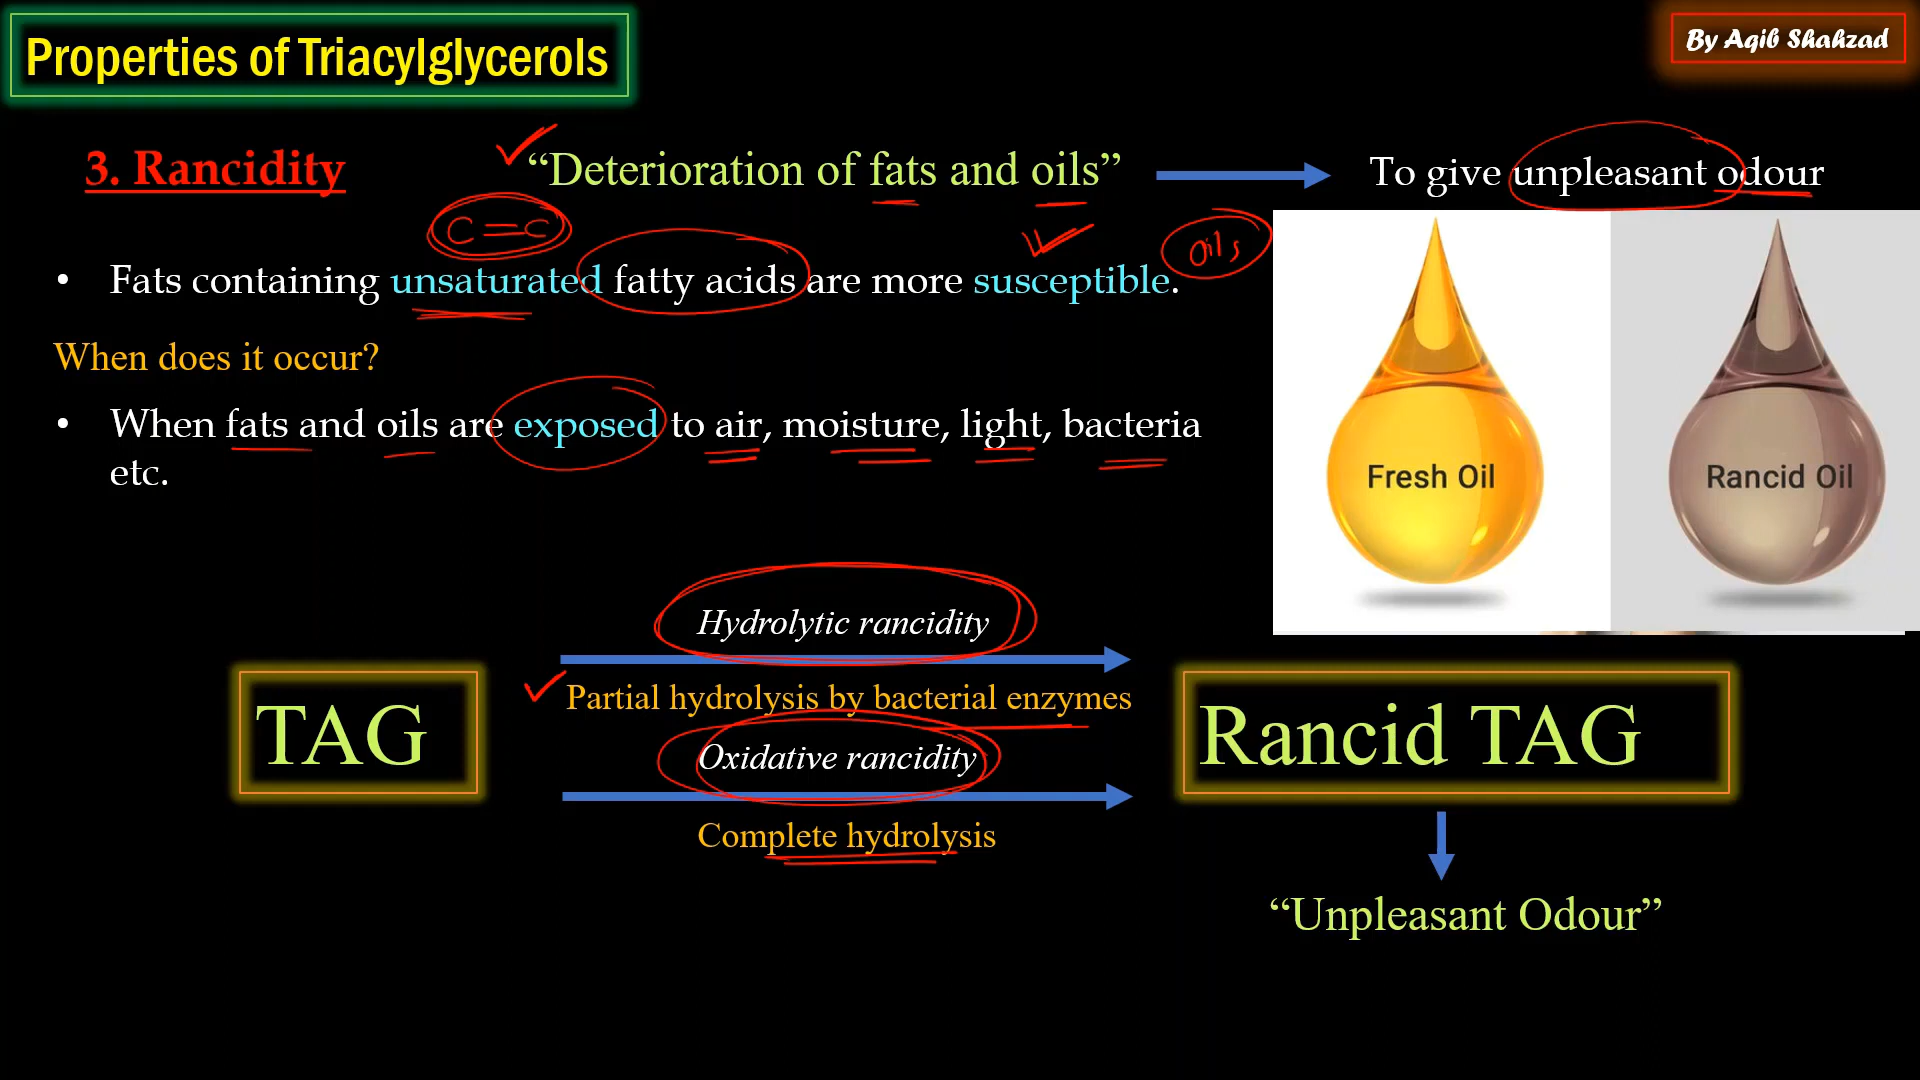 Properties of Triacylglycerols
By Aqib Shahzad
3. Rancidity
“Deterioration of fats and oils”
To give unpleasant odour
C=C
oils
• Fats containing unsaturated fatty acids are more susceptible.
When does it occur?
• When fats and oils are exposed to air, moisture, light, bacteria
etc.
Fresh Oil
Rancid Oil
Hydrolytic rancidity
Partial hydrolysis by bacterial enzymes
TAG
Rancid TAG
Oxidative rancidity
Complete hydrolysis
“Unpleasant Odour”